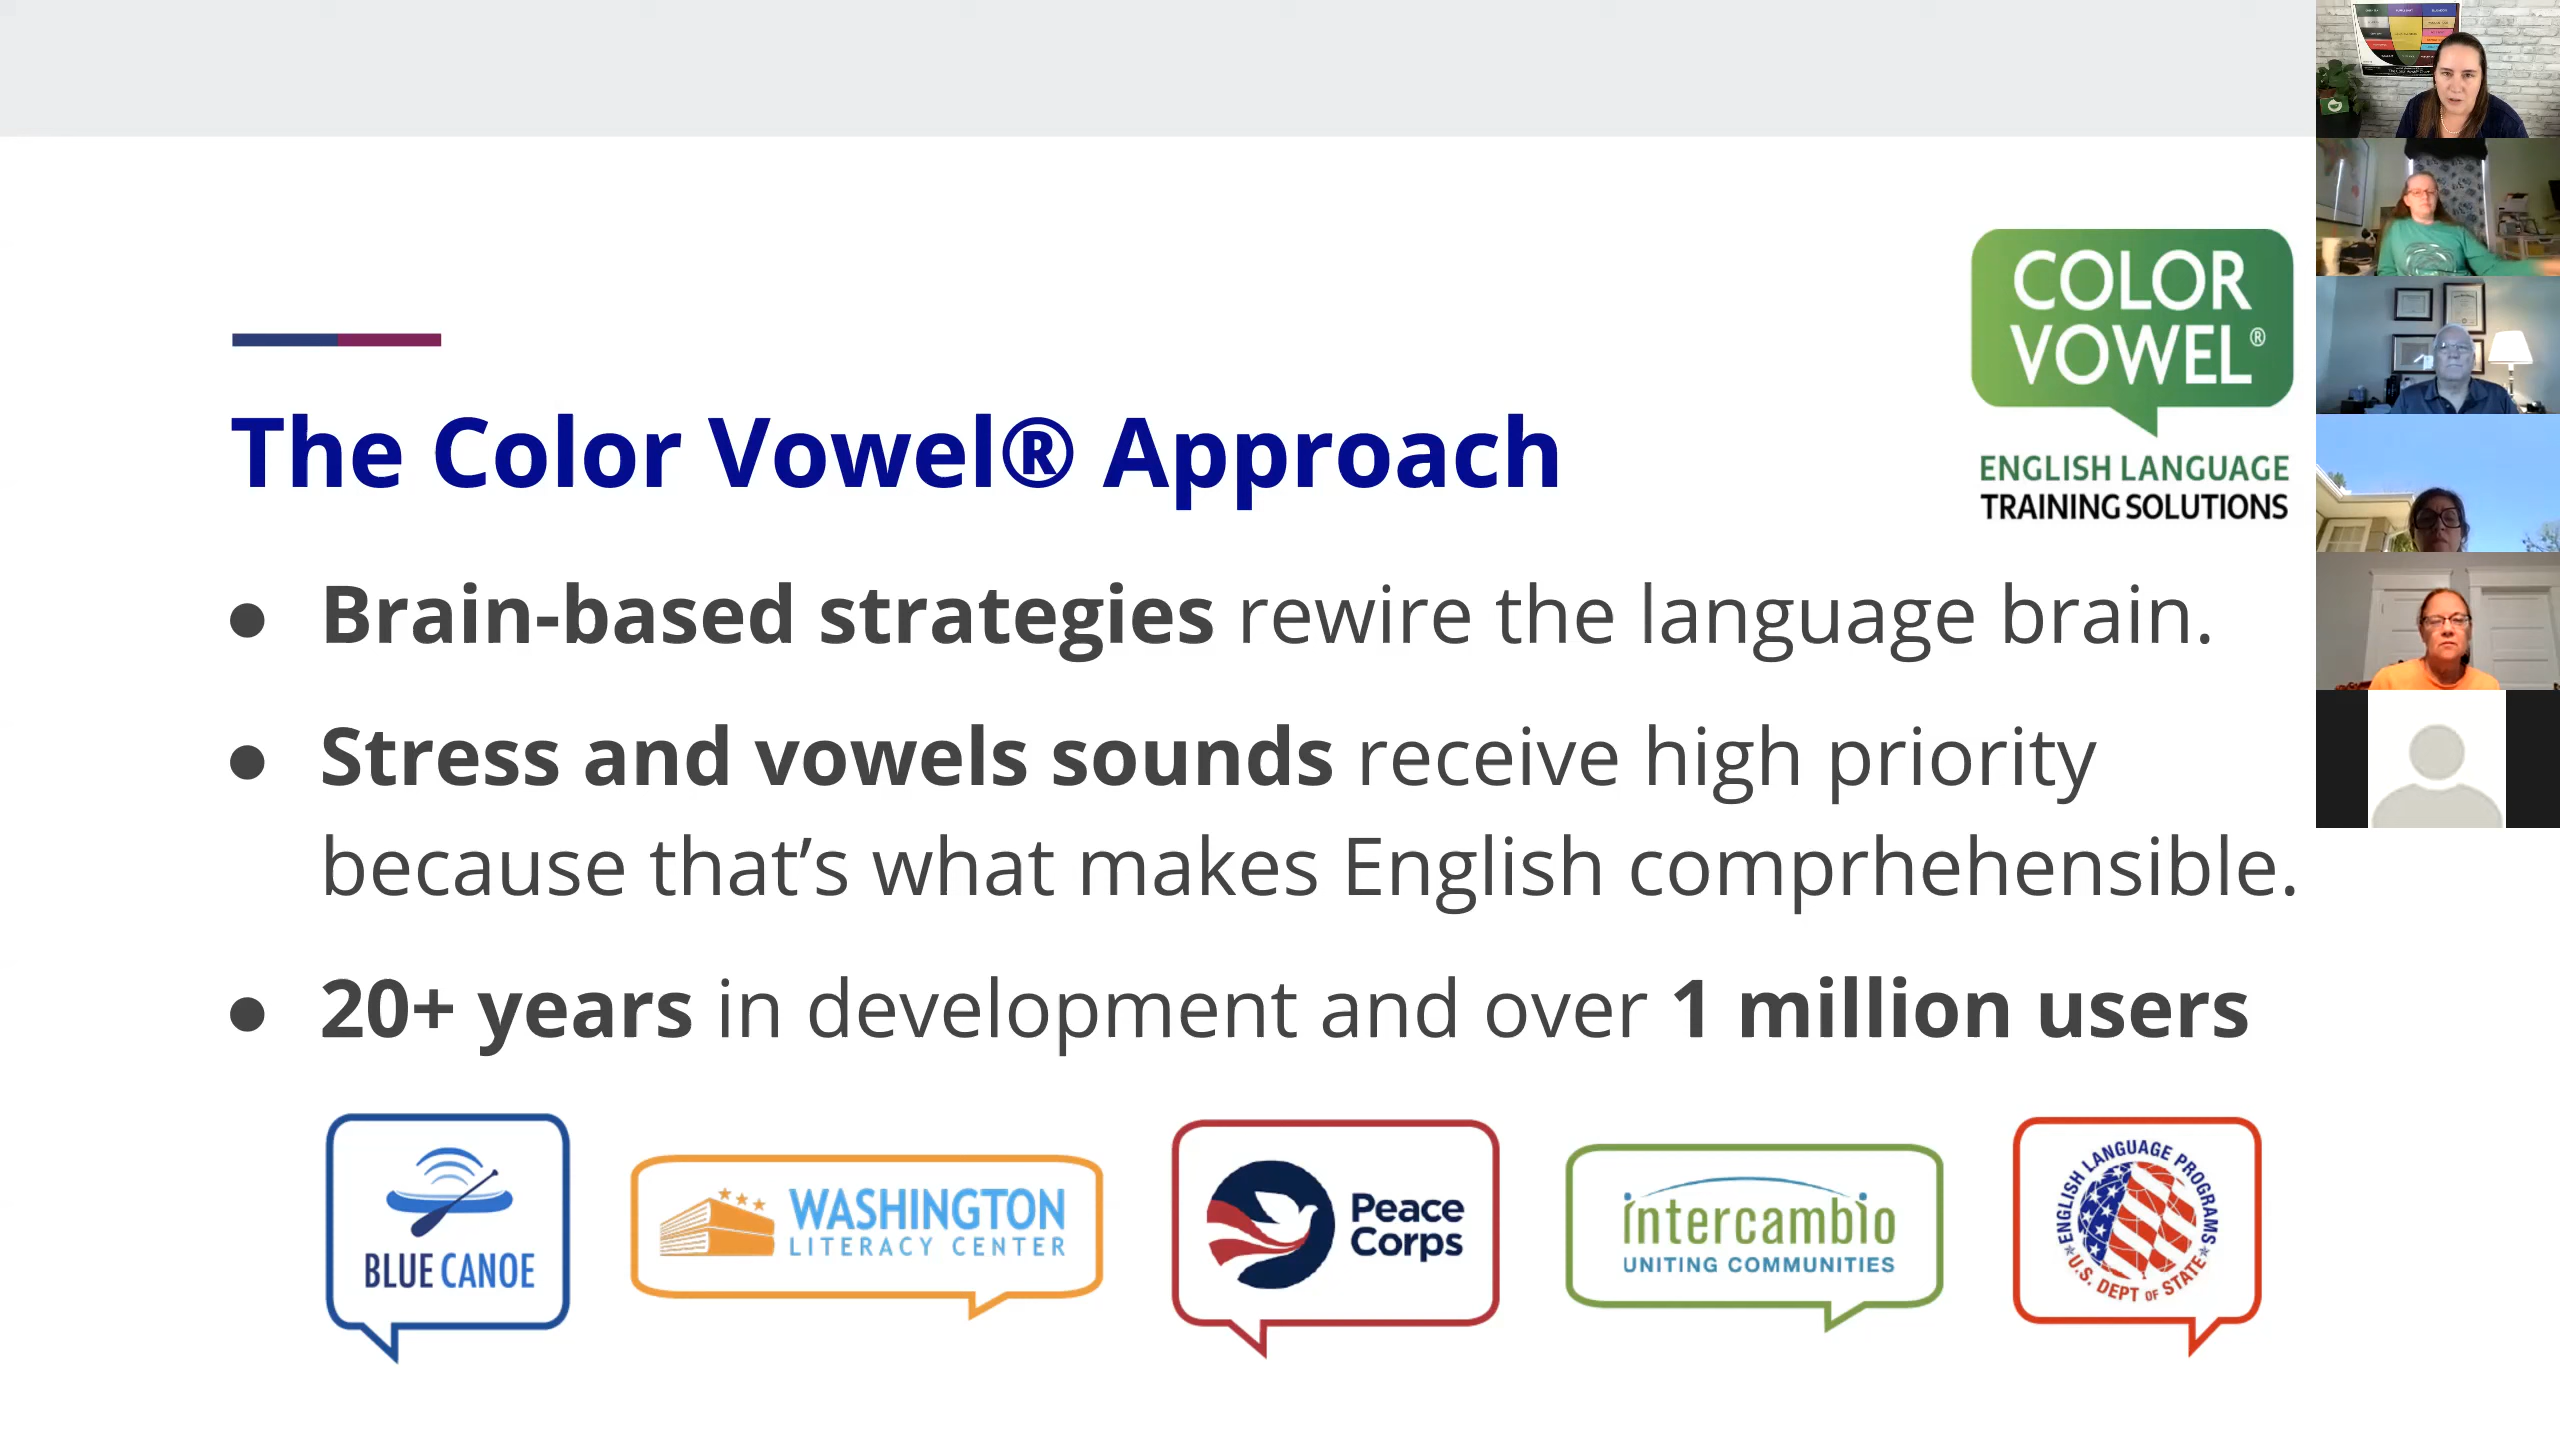 COLOR
VOWEL®
ENGLISH LANGUAGE
TRAINING SOLUTIONS
The Color Vowel® Approach
● Brain-based strategies rewire the language brain.
● Stress and vowels sounds receive high priority
because that’s what makes English comprhehensible.
● 20+ years in development and over 1 million users
BLUE CANOE
WASHINGTON
LITERACY CENTER
Peace
Corps
intercambio
UNITING COMMUNITIES
ENGLISH LANGUAGE PROGRAMS
U.S. DEPT OF STATE